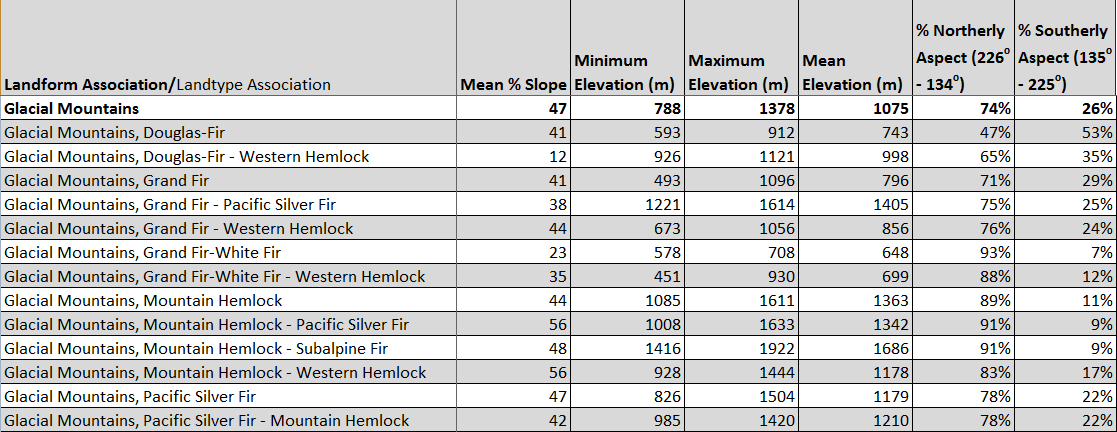 Landform Association/Landtype Association Mean % Slope Minimum Elevation (m) Maximum Elevation (m) Mean Elevation (m) % Northerly Aspect (226⁰ - 134⁰) % Southerly Aspect (135⁰ - 225⁰)
Glacial Mountains 47 788 1378 1075 74% 26%
Glacial Mountains, Douglas-Fir 41 593 912 743 47% 53%
Glacial Mountains, Douglas-Fir - Western Hemlock 12 926 1121 998 65% 35%
Glacial Mountains, Grand Fir 41 493 1096 796 71% 29%
Glacial Mountains, Grand Fir - Pacific Silver Fir 38 1221 1614 1405 75% 25%
Glacial Mountains, Grand Fir - Western Hemlock 44 673 1056 856 76% 24%
Glacial Mountains, Grand Fir-White Fir 23 578 708 648 93% 7%
Glacial Mountains, Grand Fir-White Fir - Western Hemlock 35 451 930 699 88% 12%
Glacial Mountains, Mountain Hemlock 44 1085 1611 1363 89% 11%
Glacial Mountains, Mountain Hemlock - Pacific Silver Fir 56 1008 1633 1342 91% 9%
Glacial Mountains, Mountain Hemlock - Subalpine Fir 48 1416 1922 1686 91% 9%
Glacial Mountains, Mountain Hemlock - Western Hemlock 56 928 1444 1178 83% 17%
Glacial Mountains, Pacific Silver Fir 47 826 1504 1179 78% 22%
Glacial Mountains, Pacific Silver Fir - Mountain Hemlock 42 985 1420 1210 78% 22%